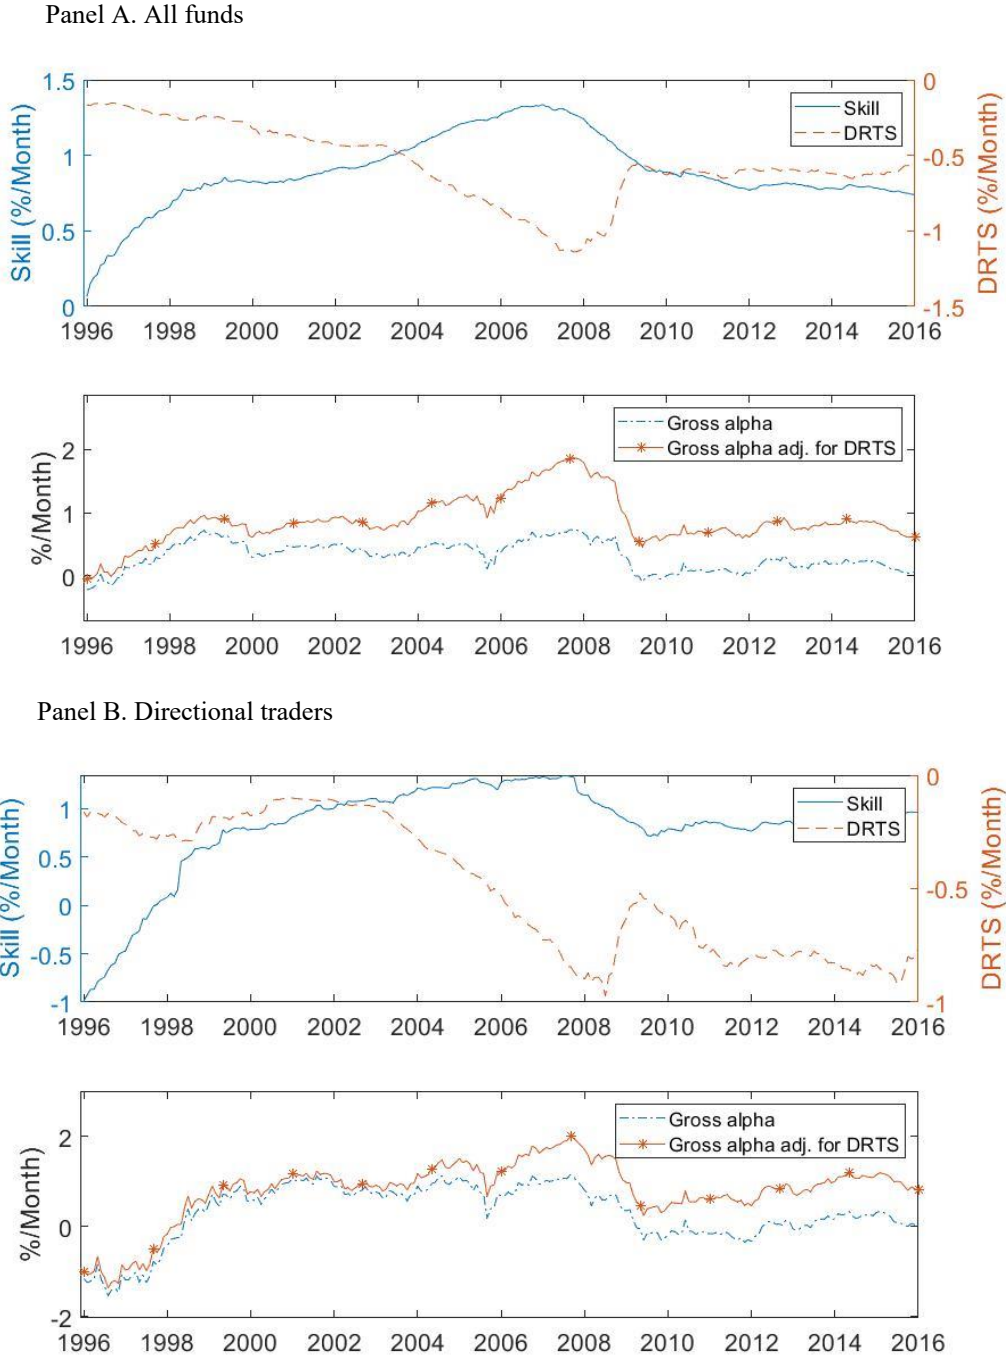 Panel A. All funds
1.5
1
0.5
0
Skill (%/Month)
Skill
DRTS
0
-0.5
-1
-1.5
DRTS (%/Month)
1996 1998 2000 2002 2004 2006 2008 2010 2012 2014 2016
2
1
0
%/Month)
Gross alpha
Gross alpha adj. for DRTS
1996 1998 2000 2002 2004 2006 2008 2010 2012 2014 2016
Panel B. Directional traders
1
0.5
0
-0.5
-1
Skill (%/Month)
Skill
DRTS
0
-0.5
-1
DRTS (%/Month)
1996 1998 2000 2002 2004 2006 2008 2010 2012 2014 2016
2
0
-2
%/Month)
Gross alpha
Gross alpha adj. for DRTS
1996 1998 2000 2002 2004 2006 2008 2010 2012 2014 2016